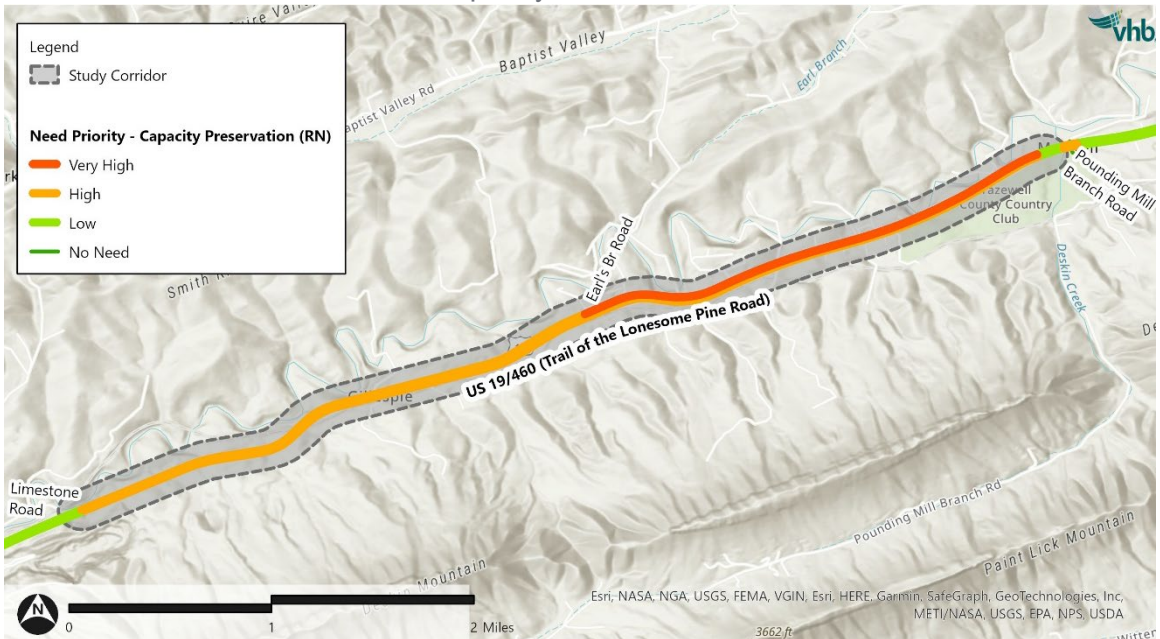 Baptist Valley
Baptist Valley Rd
Earl Branch
vhb
Legend
Study Corridor
Need Priority - Capacity Preservation (RN)
Very High
High
Low
No Need
Pounding Mill
Branch Road
Tazewell
County Country
Club
Earl's Br Road
Smith
Deskin Creek
US 19/460 (Trail of the Lonesome Pine Road)
Gillespie
Limestone
Road
Pounding Mill Branch Rd
Paint Lick Mountain
Mountain
0
1
2 Miles
N
Esri, NASA, NGA, USGS, FEMA, VGIN, Esri, HERE, Garmin, SafeGraph, GeoTechnologies, Inc,
METI/NASA, USGS, EPA, NPS, USDA
3662 ft
Witten